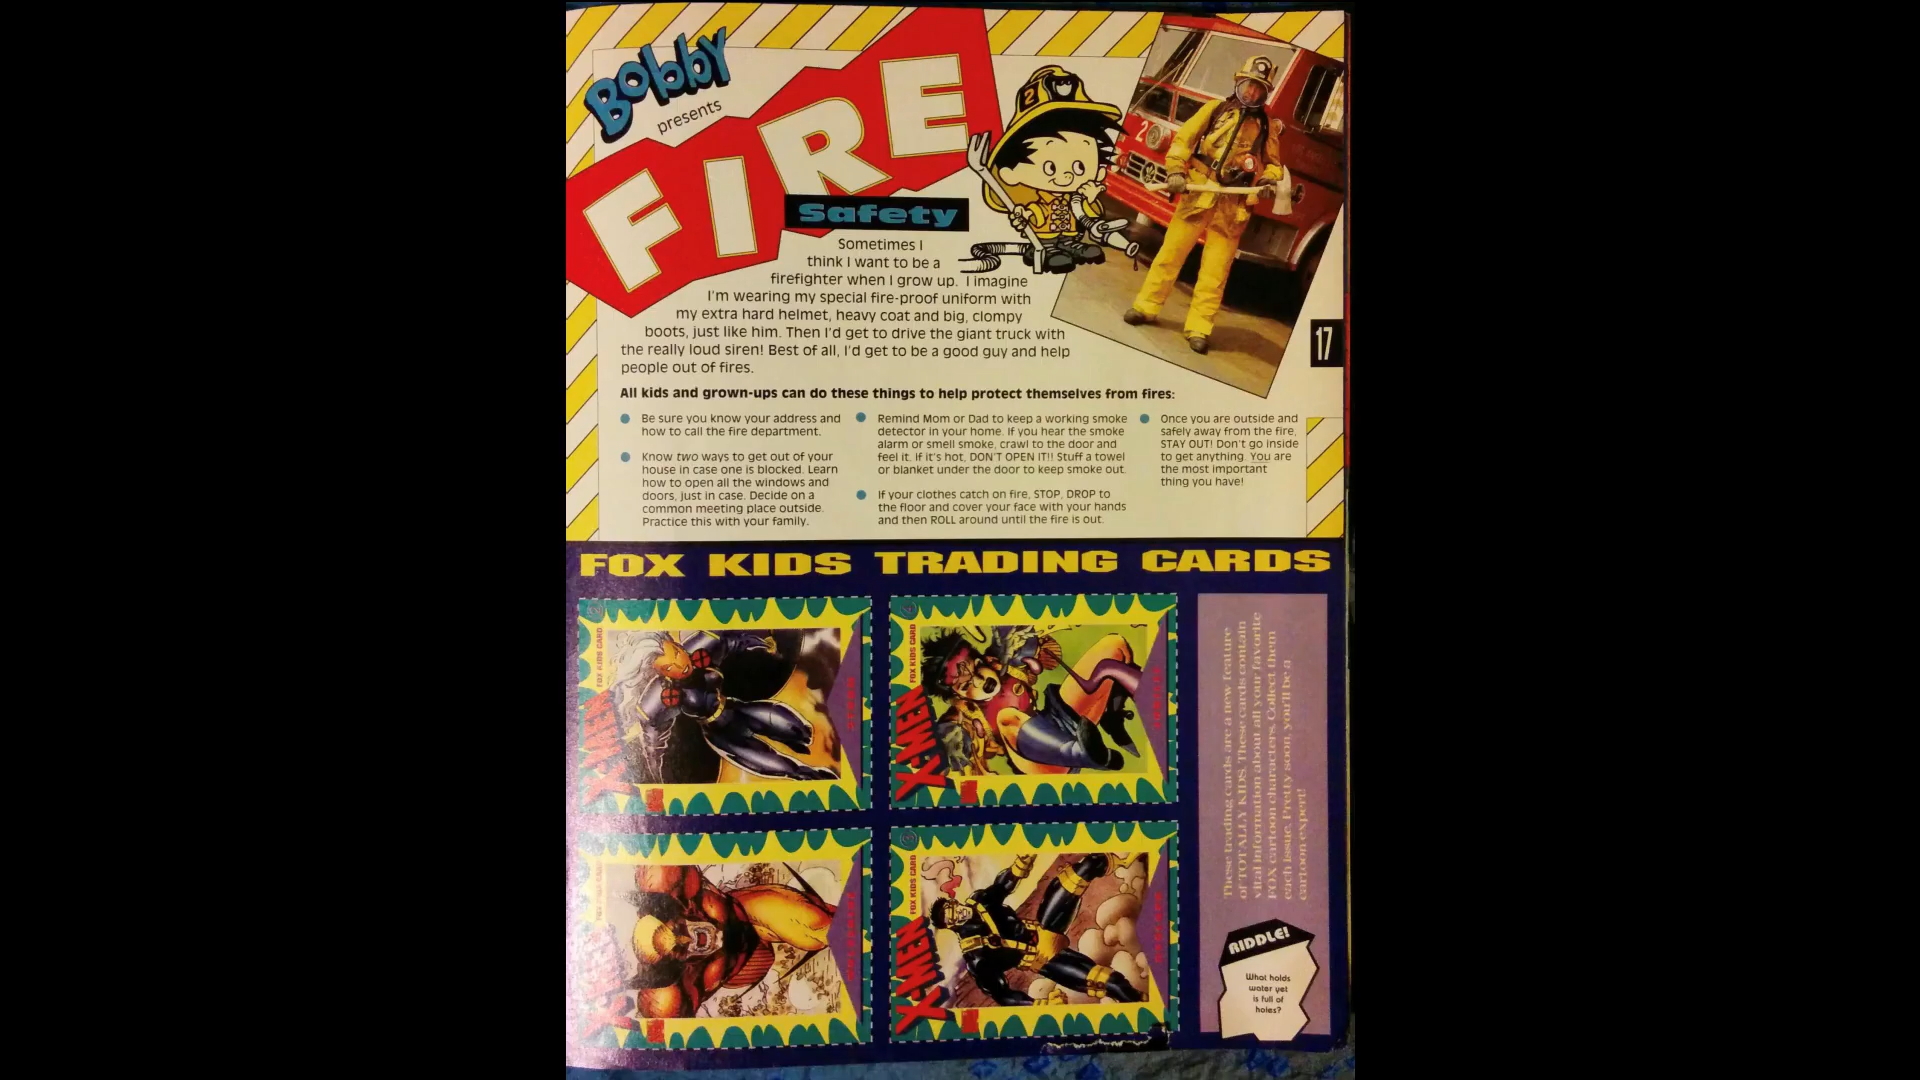 Bobby
presents
FIRE
Safety
2
2
Sometimes I
think I want to be a
firefighter when I grow up. I imagine
I'm wearing my special fire-proof uniform with
my extra hard helmet, heavy coat and big, clompy
boots, just like him. Then I'd get to drive the giant truck with
the really loud siren! Best of all, I'd get to be a good guy and help
people out of fires.
17
All kids and grown-ups can do these things to help protect themselves from fires:
Be sure you know your address and
how to call the fire department.
Know two ways to get out of your
house in case one is blocked. Learn
how to open all the windows and
doors, just in case. Decide on a
common meeting place outside.
Practice this with your family.
Remind Mom or Dad to keep a working smoke
detector in your home. If you hear the smoke
alarm or smell smoke, crawl to the door and
feel it. If it's hot, DON'T OPEN IT!! Stuff a towel
or blanket under the door to keep smoke out.
If your clothes catch on fire, STOP, DROP to
the floor and cover your face with your hands
and then ROLL around until the fire is out.
Once you are outside and
safely away from the fire,
STAY OUT! Don't go inside
to get anything. You are
the most important
thing you have!
FOX KIDS TRADING CARDS
X-MEN
FOX KIDS CARD
X-MEN
FOX KIDS CARD
X-MEN
FOX KIDS CARD
These trading cards are a new feature
of TOTALLY KIDS. These cards contain
vital information about all your favorite
FOX cartoon characters. Collect them
each issue. Pretty soon, you'll be a
cartoon expert!
RIDDLE!
What holds
water yet
is full of
holes?